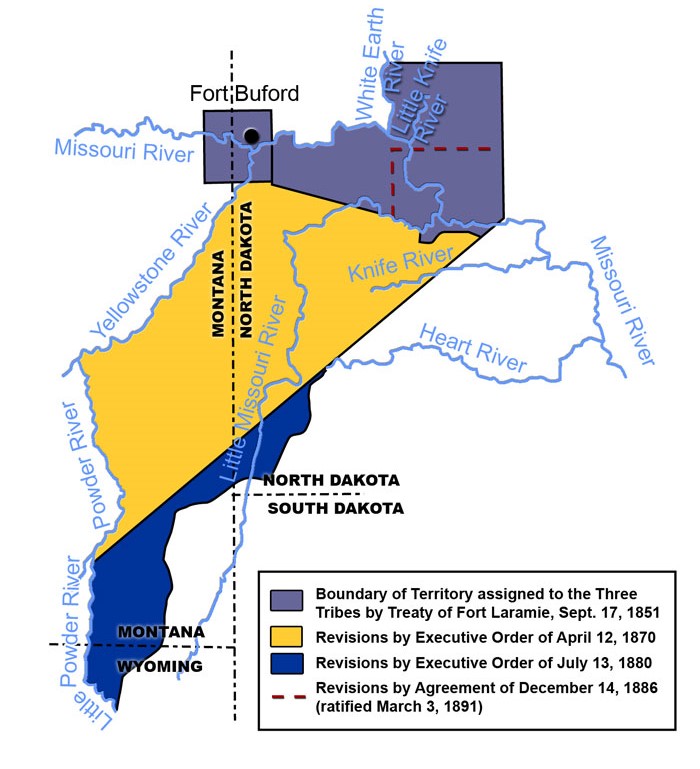 White Earth
River
Little Knife
River
Fort Buford
Missouri River
Yellowstone River
MONTANA
NORTH DAKOTA
Knife River
Missouri River
Heart River
Little Missouri River
Powder River
NORTH DAKOTA
SOUTH DAKOTA
Little Powder River
MONTANA
WYOMING
Boundary of Territory assigned to the Three
Tribes by Treaty of Fort Laramie, Sept. 17, 1851
Revisions by Executive Order of April 12, 1870
Revisions by Executive Order of July 13, 1880
Revisions by Agreement of December 14, 1886
(ratified March 3, 1891)